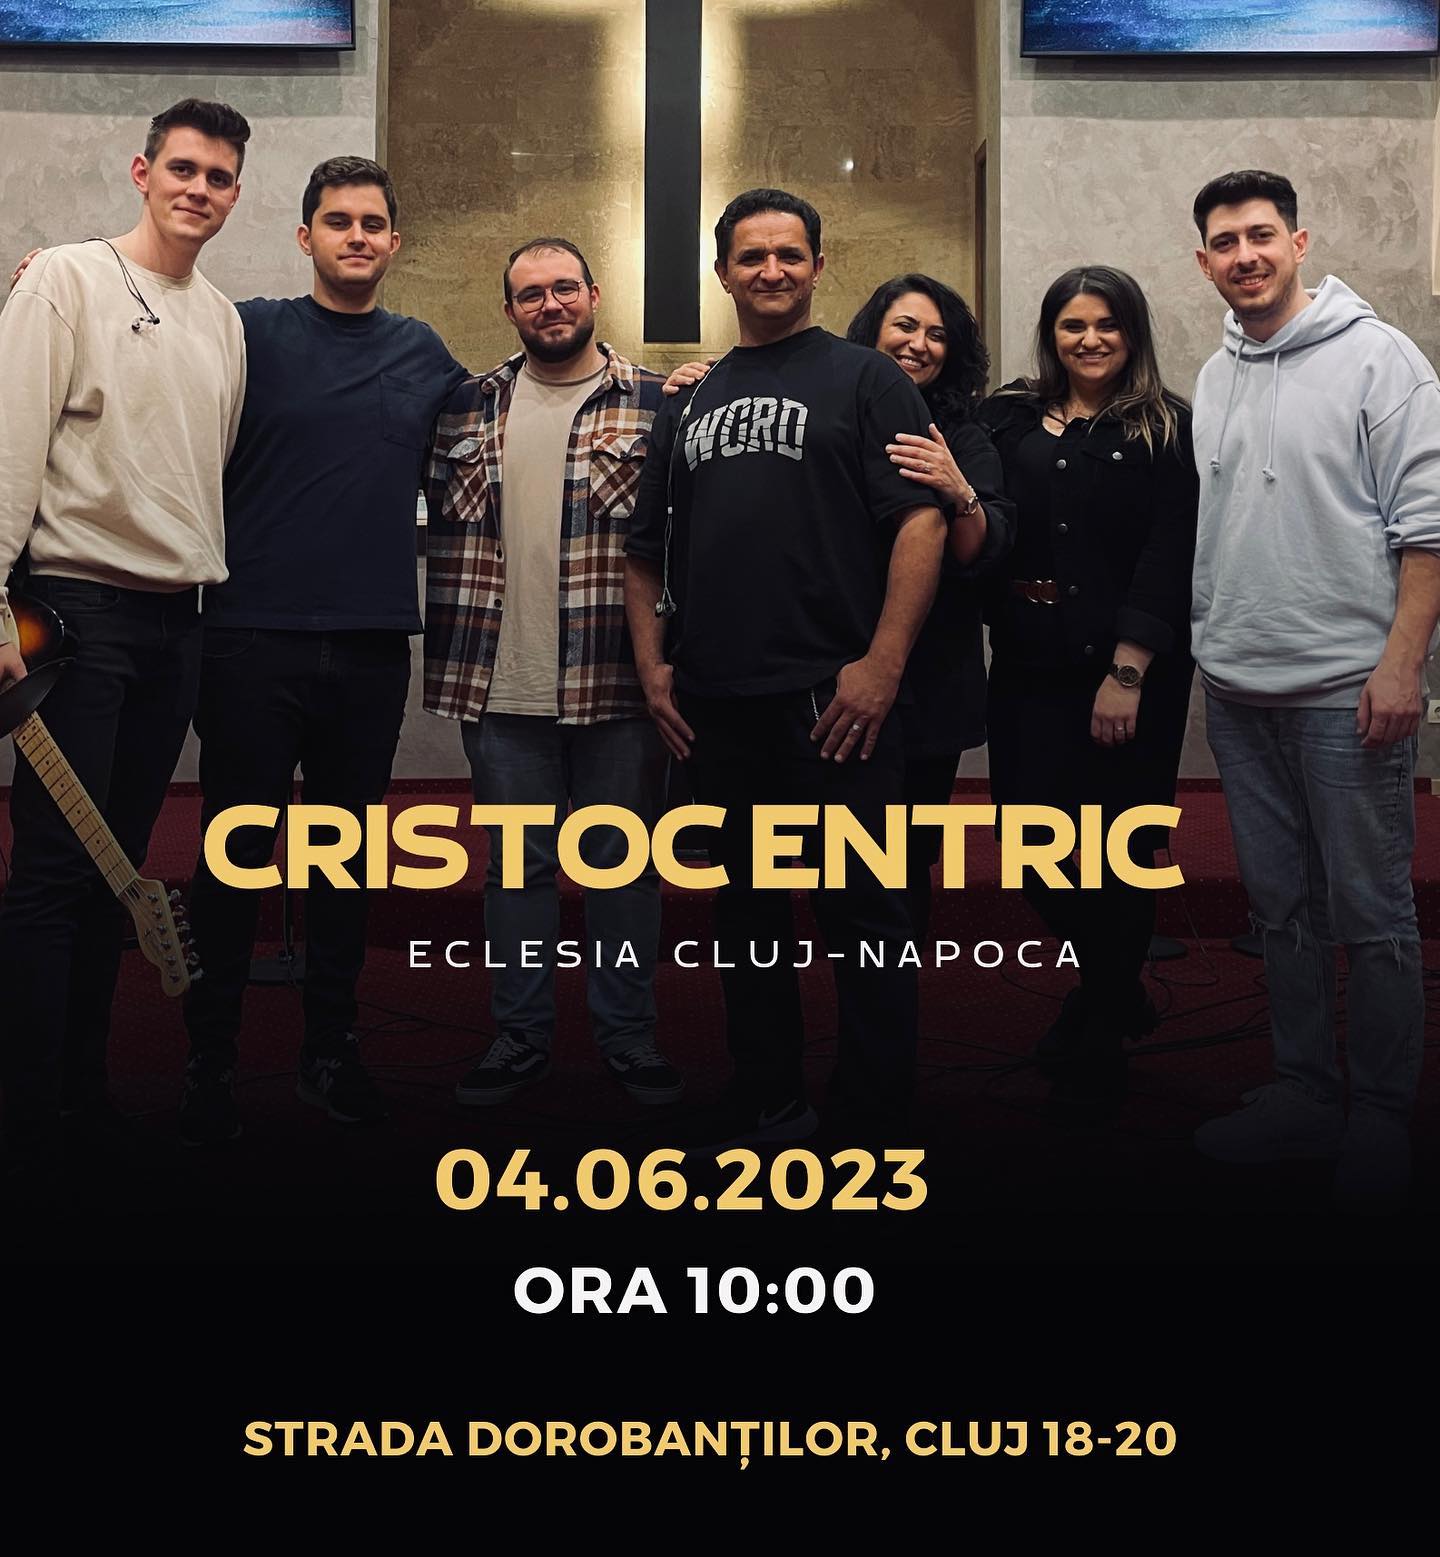 WORD
CRISTOC ENTRIC
ECLESIA CLUJ-NAPOCA
04.06.2023
ORA 10:00
STRADA DOROBANȚILOR, CLUJ 18-20